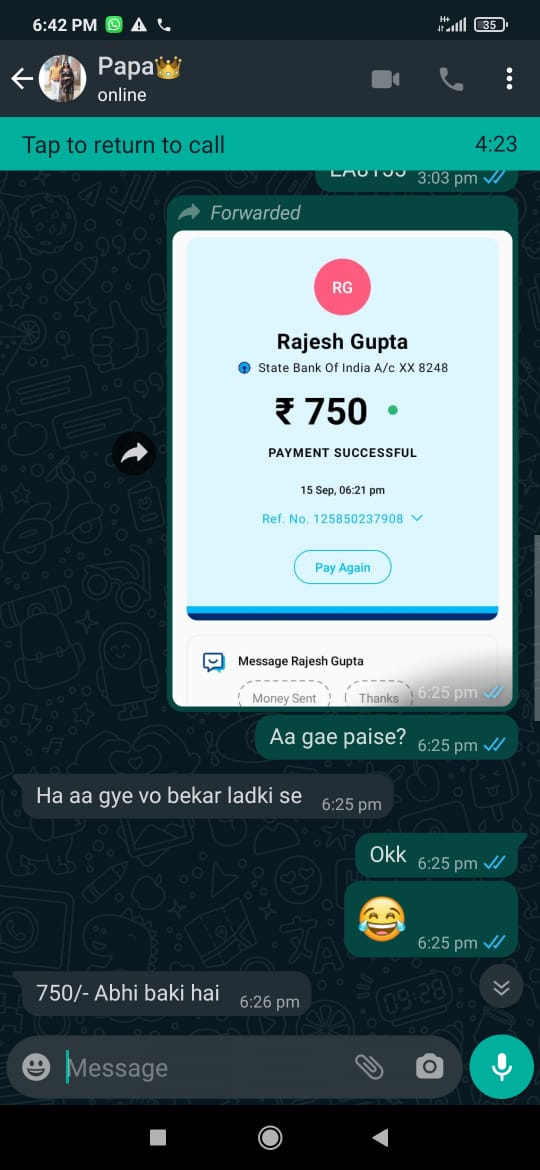 6:42 PM
H+
35
Papa👑
online
Tap to return to call 4:23
3:03 pm
Forwarded
RG
Rajesh Gupta
State Bank Of India A/c XX 8248
₹ 750
PAYMENT SUCCESSFUL
15 Sep, 06:21 pm
Ref. No. 125850237908
Pay Again
Message Rajesh Gupta
Money Sent Thanks 6:25 pm
Aa gae paise? 6:25 pm
Ha aa gye vo bekar ladki se 6:25 pm
Okk 6:25 pm
😂
6:25 pm
750/- Abhi baki hai 6:26 pm
Message